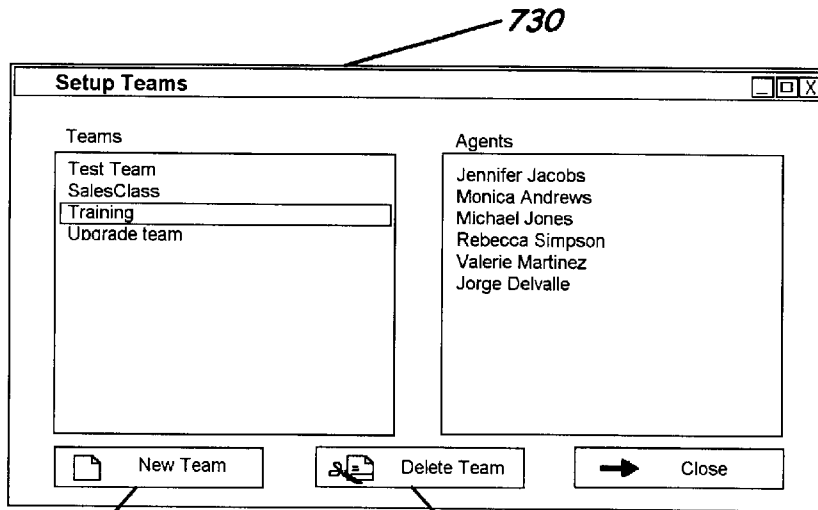 730
Setup Teams
Teams
Test Team
SalesClass
Training
Upgrade team
Agents
Jennifer Jacobs
Monica Andrews
Michael Jones
Rebecca Simpson
Valerie Martinez
Jorge Delvalle
New Team
Delete Team
Close